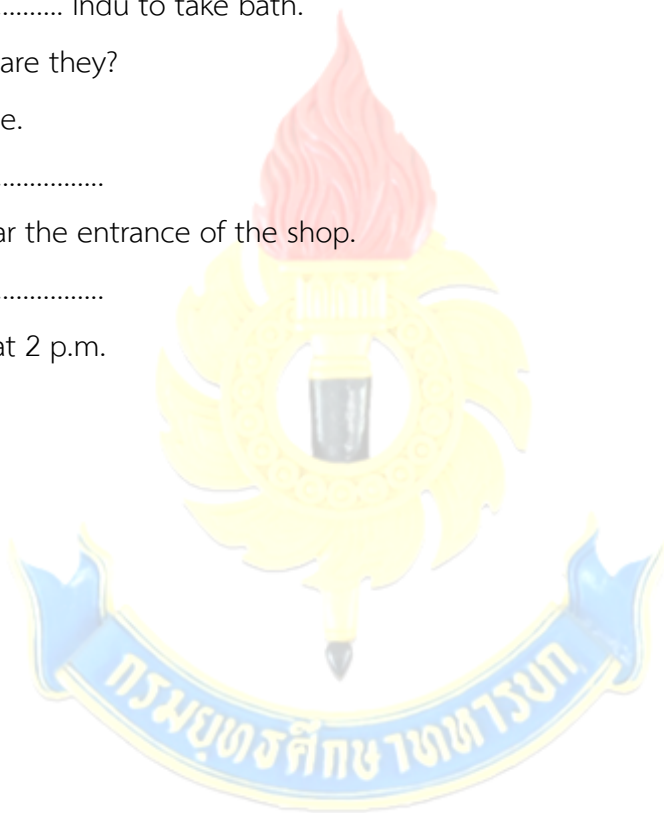 .......... Indu to take bath.
are they?
e.
................
ar the entrance of the shop.
................
at 2 p.m.
กรมยุทธศึกษาทหารบก